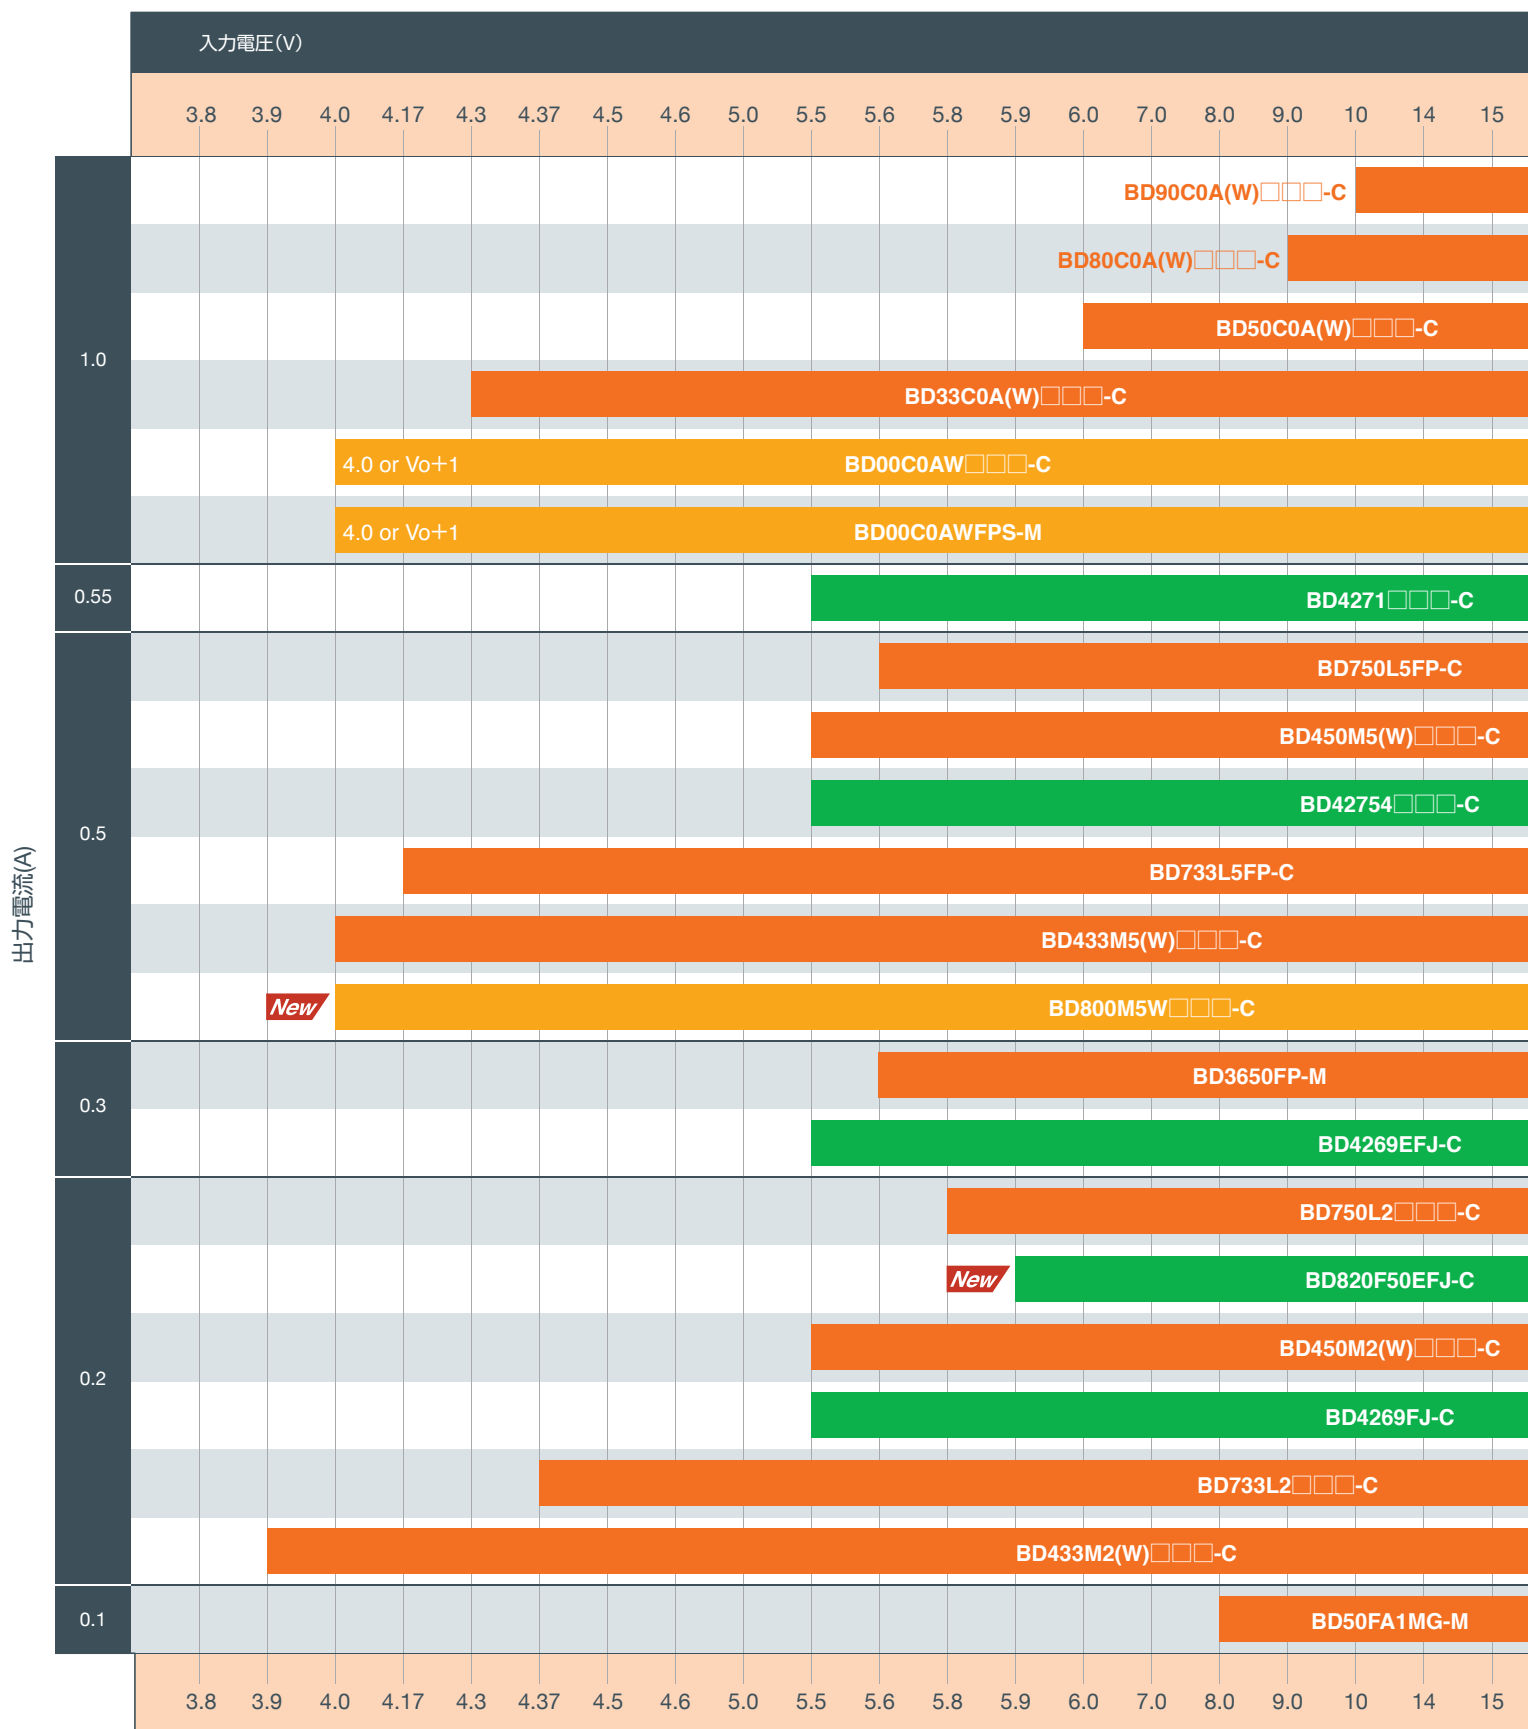 入力電圧(V)
3.8 3.9 4.0 4.17 4.3 4.37 4.5 4.6 5.0 5.5 5.6 5.8 5.9 6.0 7.0 8.0 9.0 10 14 15
出力電流(A)
1.0
BD90C0A(W)□□□-C
BD80C0A(W)□□□-C
BD50C0A(W)□□□-C
BD33C0A(W)□□□-C
4.0 or Vo+1 BD00C0AW□□□-C
4.0 or Vo+1 BD00C0AWFPS-M
0.55
BD4271□□□-C
0.5
BD750L5FP-C
BD450M5(W)□□□-C
BD42754□□□-C
BD733L5FP-C
BD433M5(W)□□□-C
New BD800M5W□□□-C
0.3
BD3650FP-M
BD4269EFJ-C
0.2
BD750L2□□□-C
New BD820F50EFJ-C
BD450M2(W)□□□-C
BD4269FJ-C
BD733L2□□□-C
BD433M2(W)□□□-C
0.1
BD50FA1MG-M
3.8 3.9 4.0 4.17 4.3 4.37 4.5 4.6 5.0 5.5 5.6 5.8 5.9 6.0 7.0 8.0 9.0 10 14 15